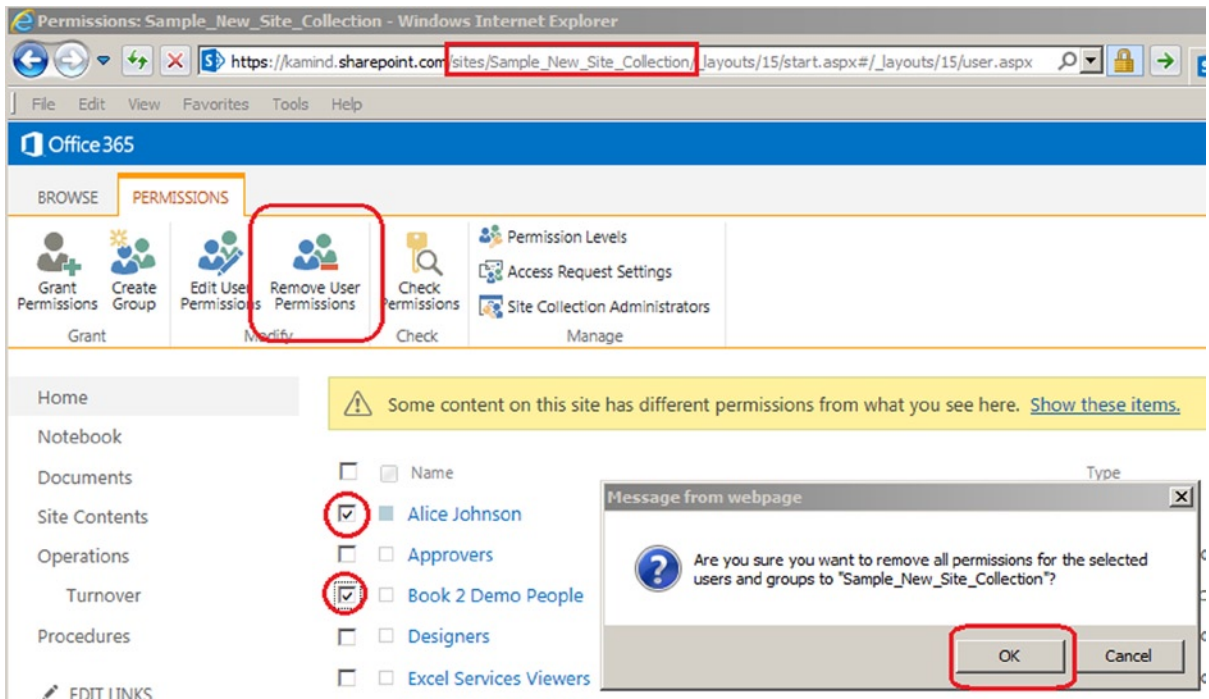 Permissions: Sample_New_Site_Collection - Windows Internet Explorer
https://kamind.sharepoint.com/sites/Sample_New_Site_Collection/_layouts/15/start.aspx#/_layouts/15/user.aspx
File Edit View Favorites Tools Help
Office 365
BROWSE PERMISSIONS
Grant Permissions
Create Group
Edit User Permissions
Remove User Permissions
Check Permissions
Permission Levels
Access Request Settings
Site Collection Administrators
Grant Modify Check Manage
Home
Notebook
Documents
Site Contents
Operations
Turnover
Procedures
EDIT LINKS
Some content on this site has different permissions from what you see here. Show these items.
Name Type
Alice Johnson
Approvers
Book 2 Demo People
Designers
Excel Services Viewers
Message from webpage
Are you sure you want to remove all permissions for the selected
users and groups to "Sample_New_Site_Collection"?
OK Cancel